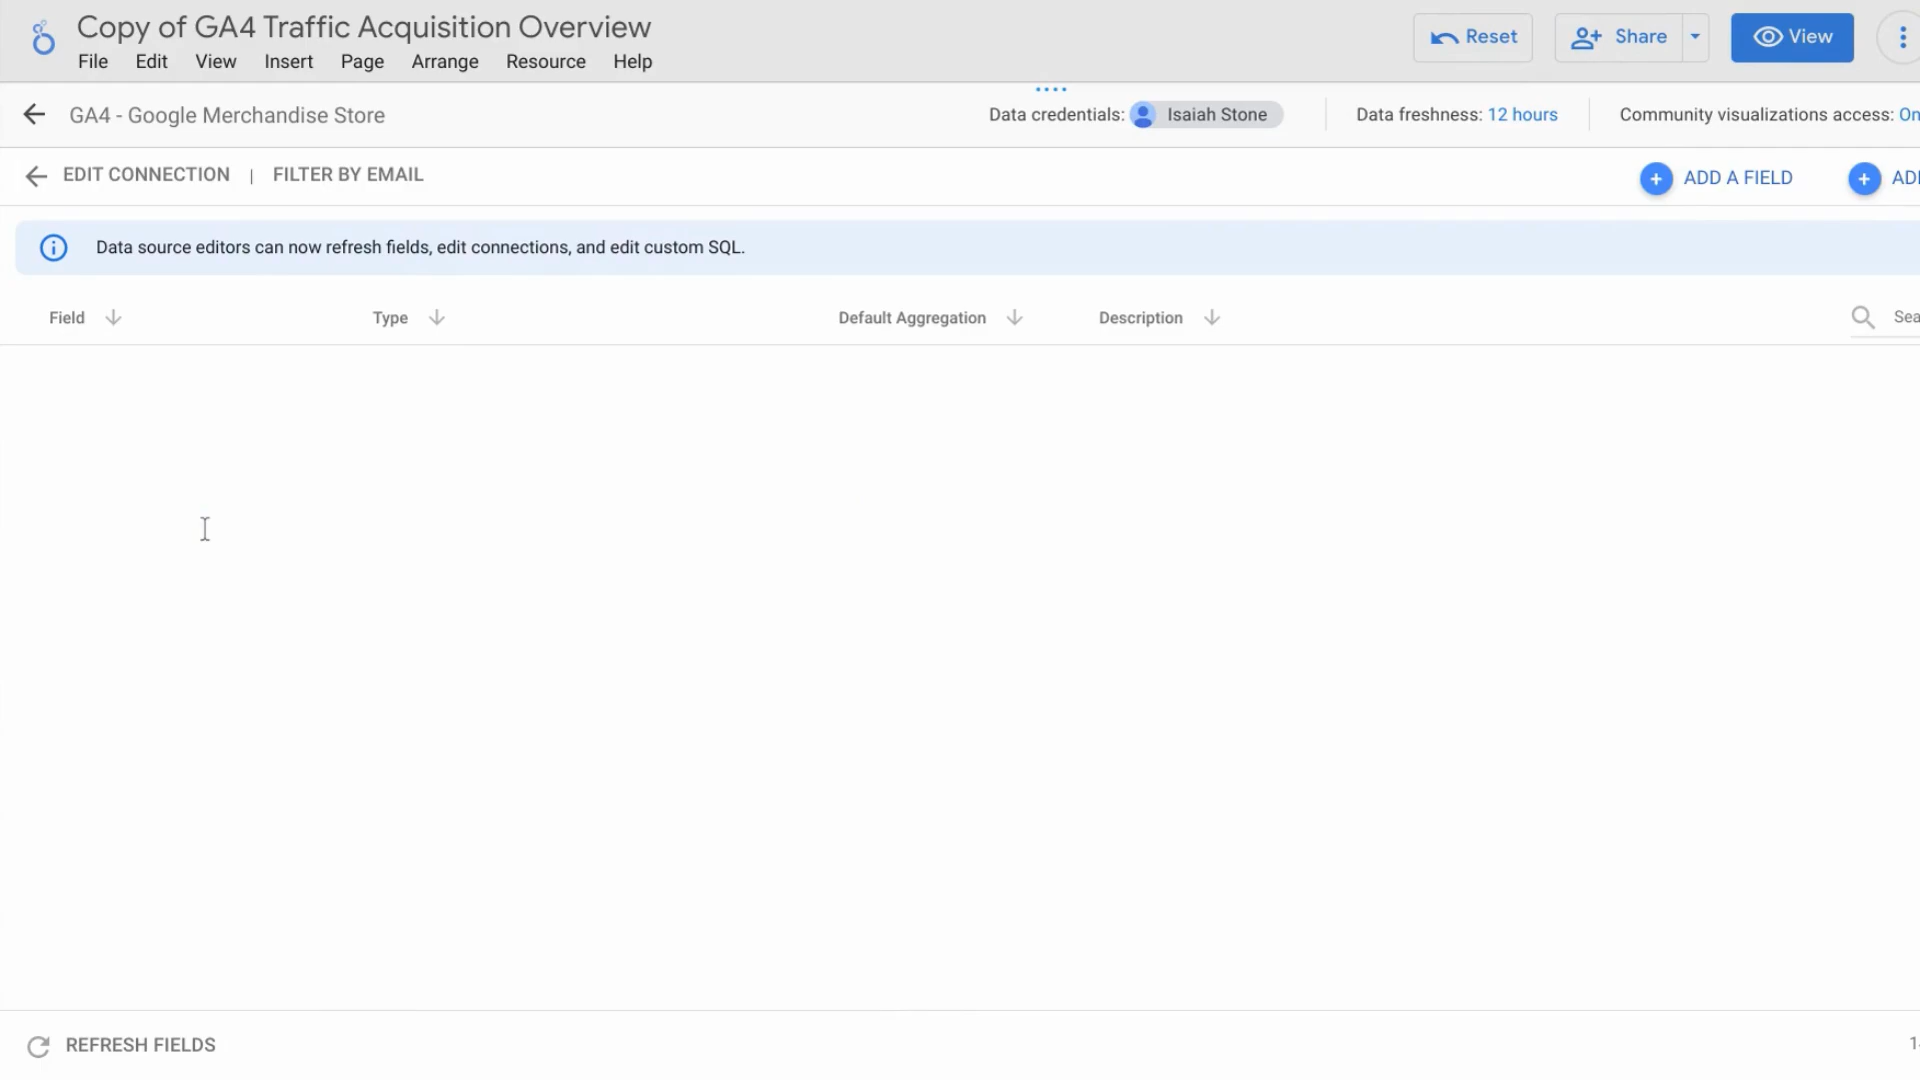 Copy of GA4 Traffic Acquisition Overview
File Edit View Insert Page Arrange Resource Help
Reset
Share
View
GA4 - Google Merchandise Store
Data credentials: Isaiah Stone
Data freshness: 12 hours
Community visualizations access: On
EDIT CONNECTION | FILTER BY EMAIL
ADD A FIELD
Data source editors can now refresh fields, edit connections, and edit custom SQL.
Field Type Default Aggregation Description
REFRESH FIELDS